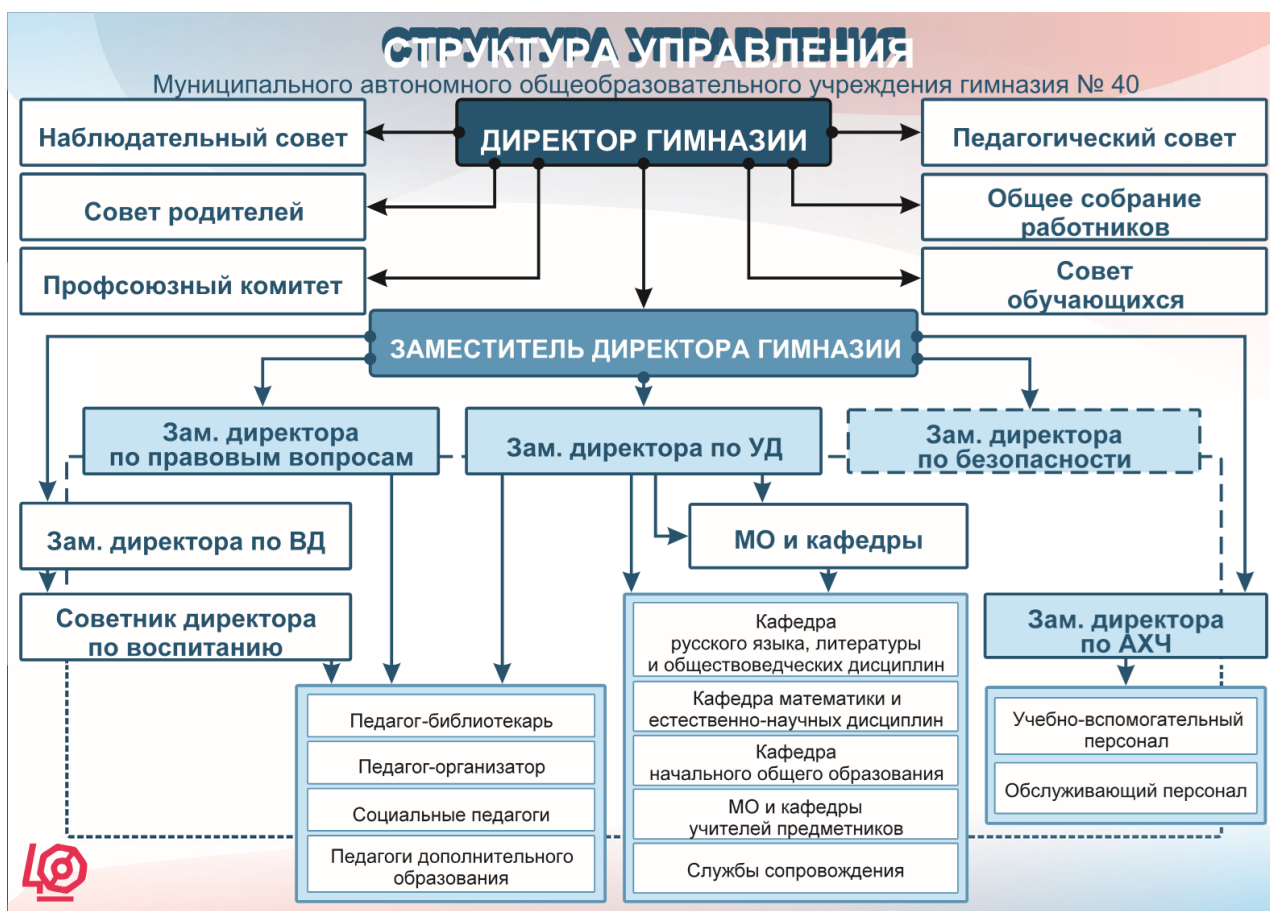 СТРУКТУРА УПРАВЛЕНИЯ
Муниципального автономного общеобразовательного учреждения гимназия № 40
Наблюдательный совет
ДИРЕКТОР ГИМНАЗИИ
Педагогический совет
Совет родителей
Общее собрание
работников
Профсоюзный комитет
Совет
обучающихся
ЗАМЕСТИТЕЛЬ ДИРЕКТОРА ГИМНАЗИИ
Зам. директора
по правовым вопросам
Зам. директора по УД
Зам. директора
по безопасности
Зам. директора по ВД
МО и кафедры
Советник директора
по воспитанию
Зам. директора
по АХЧ
Педагог-библиотекарь
Педагог-организатор
Социальные педагоги
Педагоги дополнительного
образования
Кафедра
русского языка, литературы
и обществоведческих дисциплин
Кафедра математики и
естественно-научных дисциплин
Кафедра
начального общего образования
МО и кафедры
учителей предметников
Службы сопровождения
Учебно-вспомогательный
персонал
Обслуживающий персонал
40